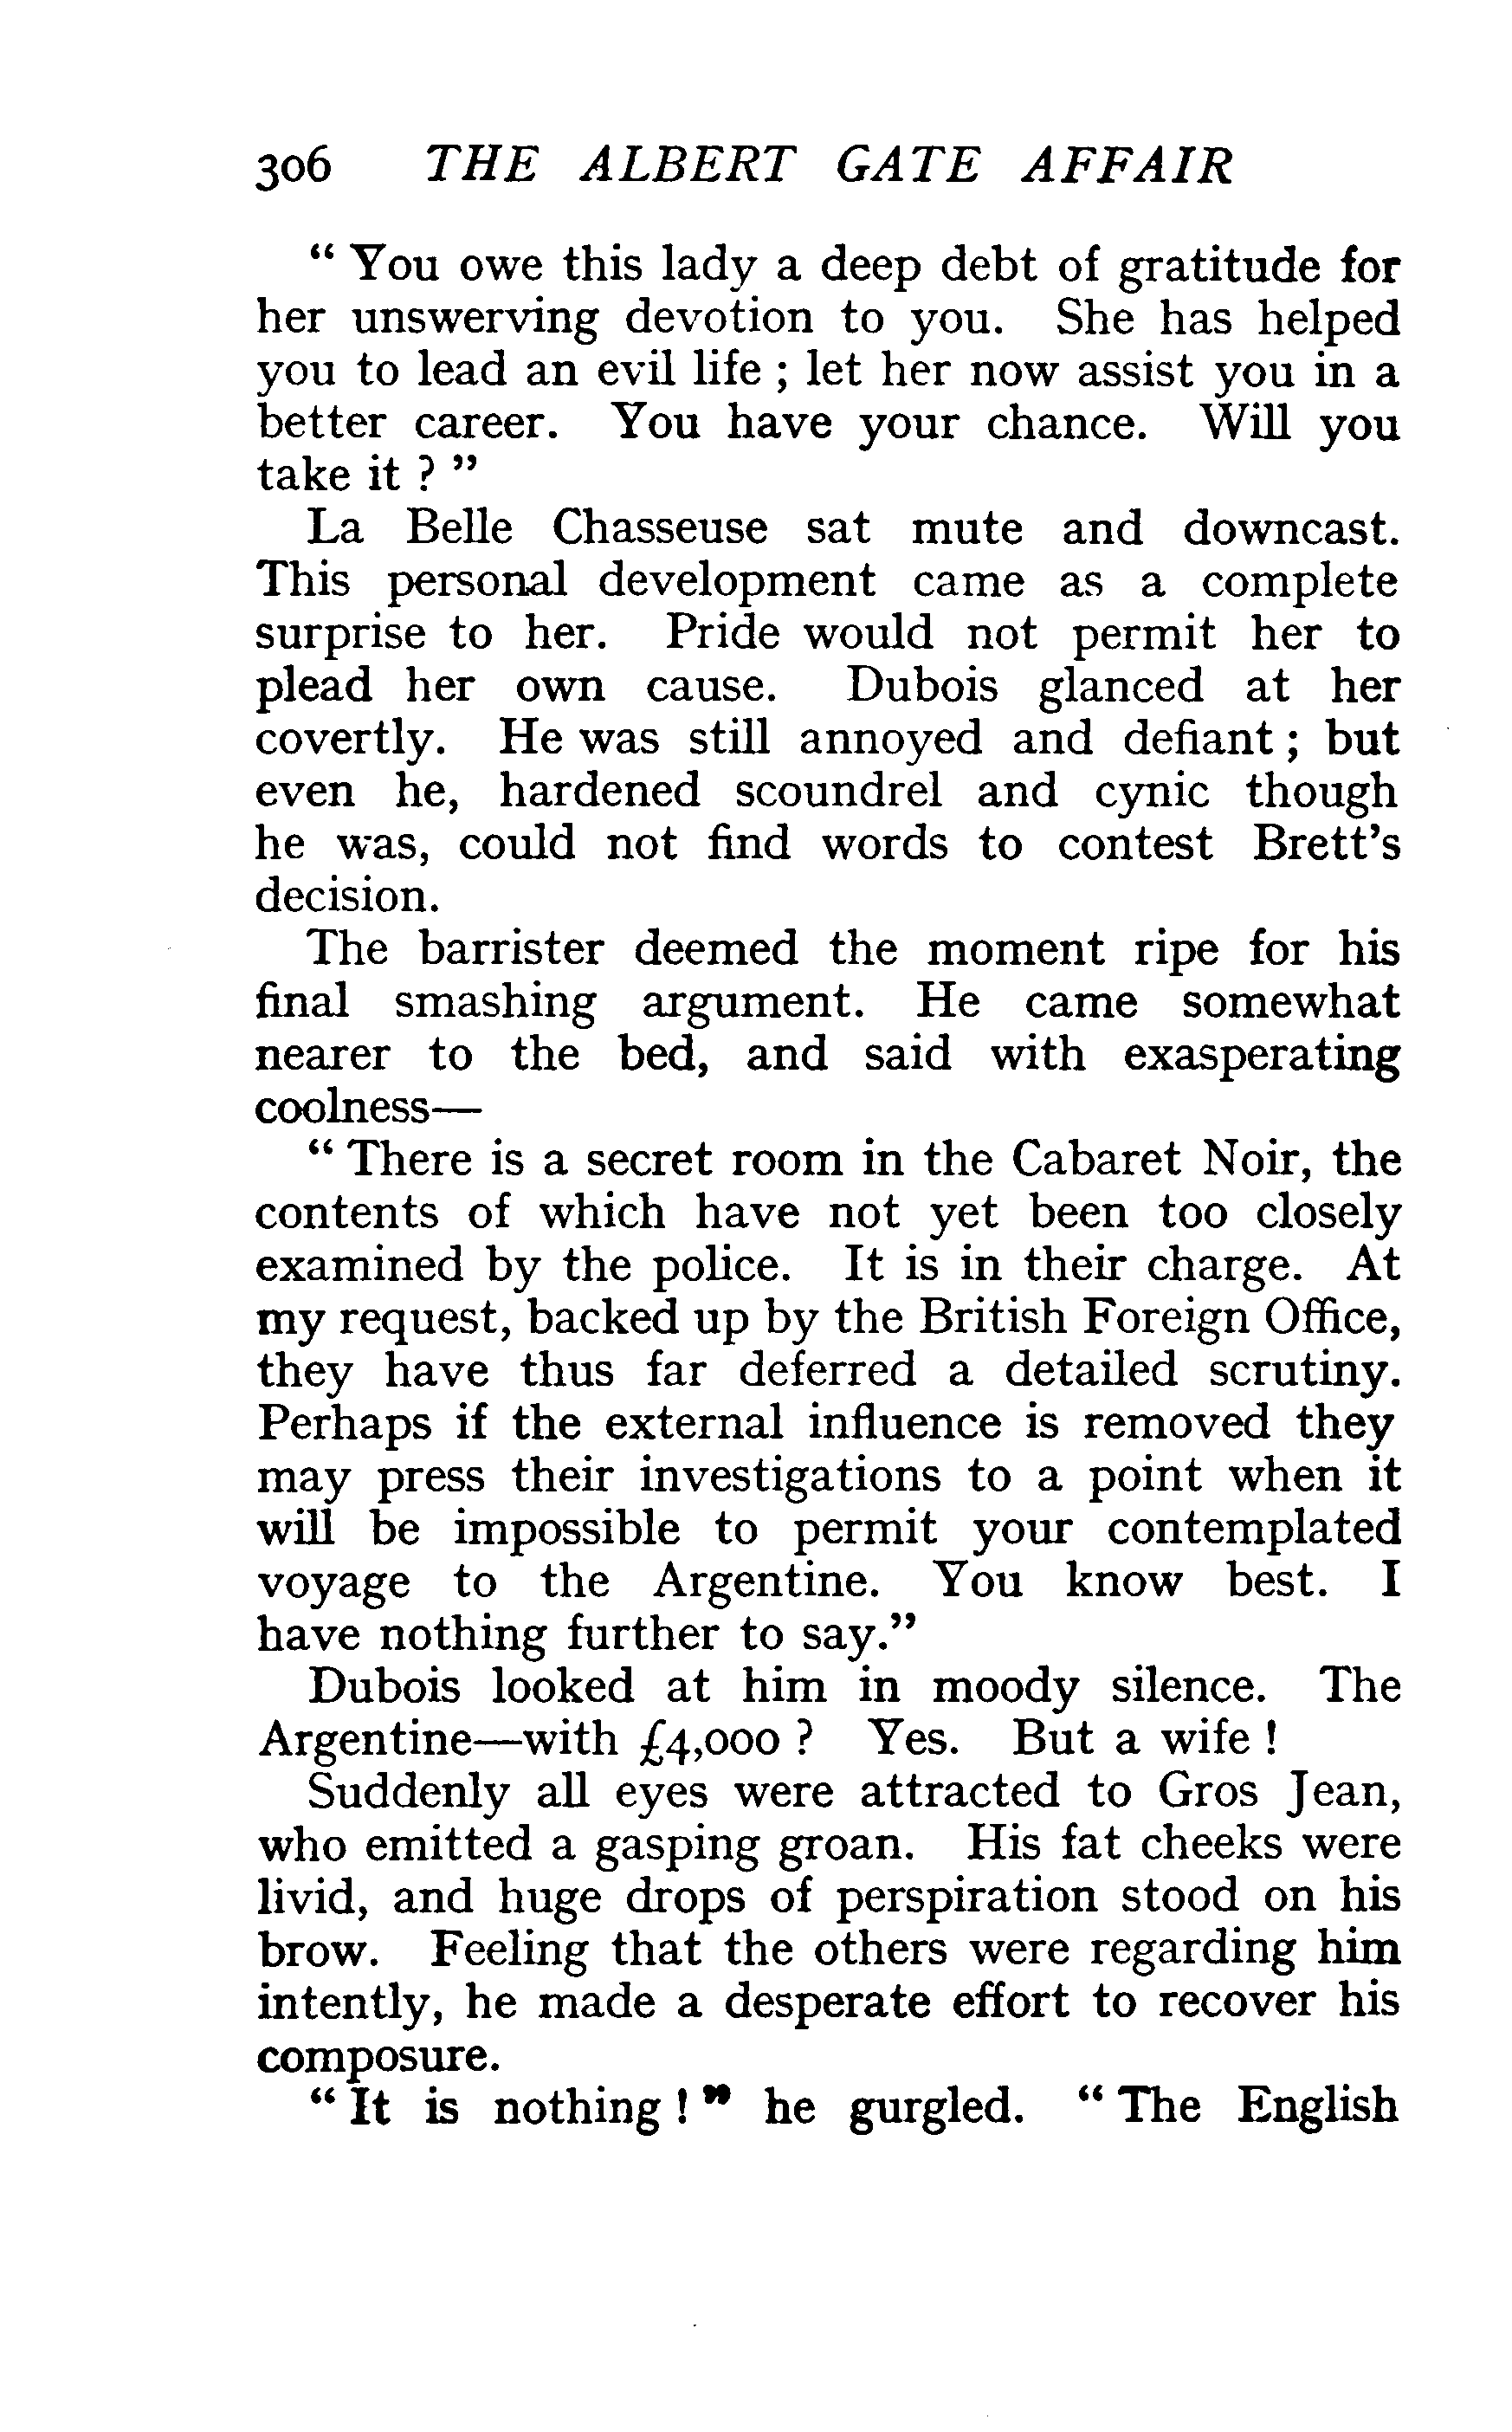 306 THE ALBERT GATE AFFAIR
“ You owe this lady a deep debt of gratitude for
her unswerving devotion to you. She has helped
you to lead an evil life ; let her now assist you in a
better career. You have your chance. Will you
take it ? ”
La Belle Chasseuse sat mute and downcast.
This personal development came as a complete
surprise to her. Pride would not permit her to
plead her own cause. Dubois glanced at her
covertly. He was still annoyed and defiant ; but
even he, hardened scoundrel and cynic though
he was, could not find words to contest Brett’s
decision.
The barrister deemed the moment ripe for his
final smashing argument. He came somewhat
nearer to the bed, and said with exasperating
coolness—
“ There is a secret room in the Cabaret Noir, the
contents of which have not yet been too closely
examined by the police. It is in their charge. At
my request, backed up by the British Foreign Office,
they have thus far deferred a detailed scrutiny.
Perhaps if the external influence is removed they
may press their investigations to a point when it
will be impossible to permit your contemplated
voyage to the Argentine. You know best. I
have nothing further to say.”
Dubois looked at him in moody silence. The
Argentine—with £4,000 ? Yes. But a wife !
Suddenly all eyes were attracted to Gros Jean,
who emitted a gasping groan. His fat cheeks were
livid, and huge drops of perspiration stood on his
brow. Feeling that the others were regarding him
intently, he made a desperate effort to recover his
composure.
“ It is nothing ! ” he gurgled. “ The English